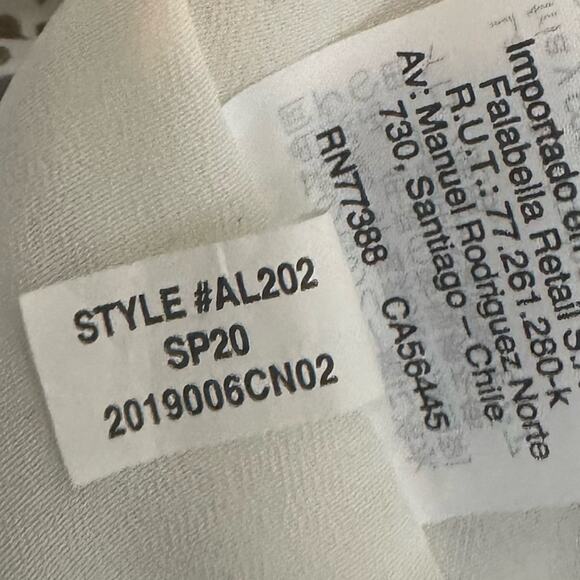 STYLE #AL202
SP20
2019006CN02
RN77388 CA56445
Importado en
Falabella Retail S.
R.U.T.: 77.261.280-k
Av: Manuel Rodriguez Norte
730, Santiago – Chile